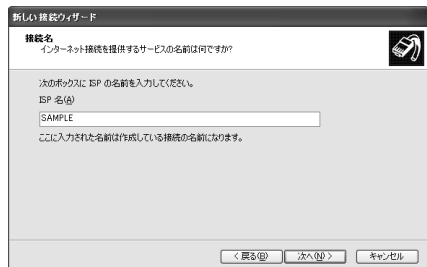 新しい接続ウィザード
接続名
インターネット接続を提供するサービスの名前は何ですか?
次のボックスに ISP の名前を入力してください。
ISP 名(A)
SAMPLE
ここに入力された名前は作成している接続の名前になります。
< 戻る(B)
次へ(N) >
キャンセル